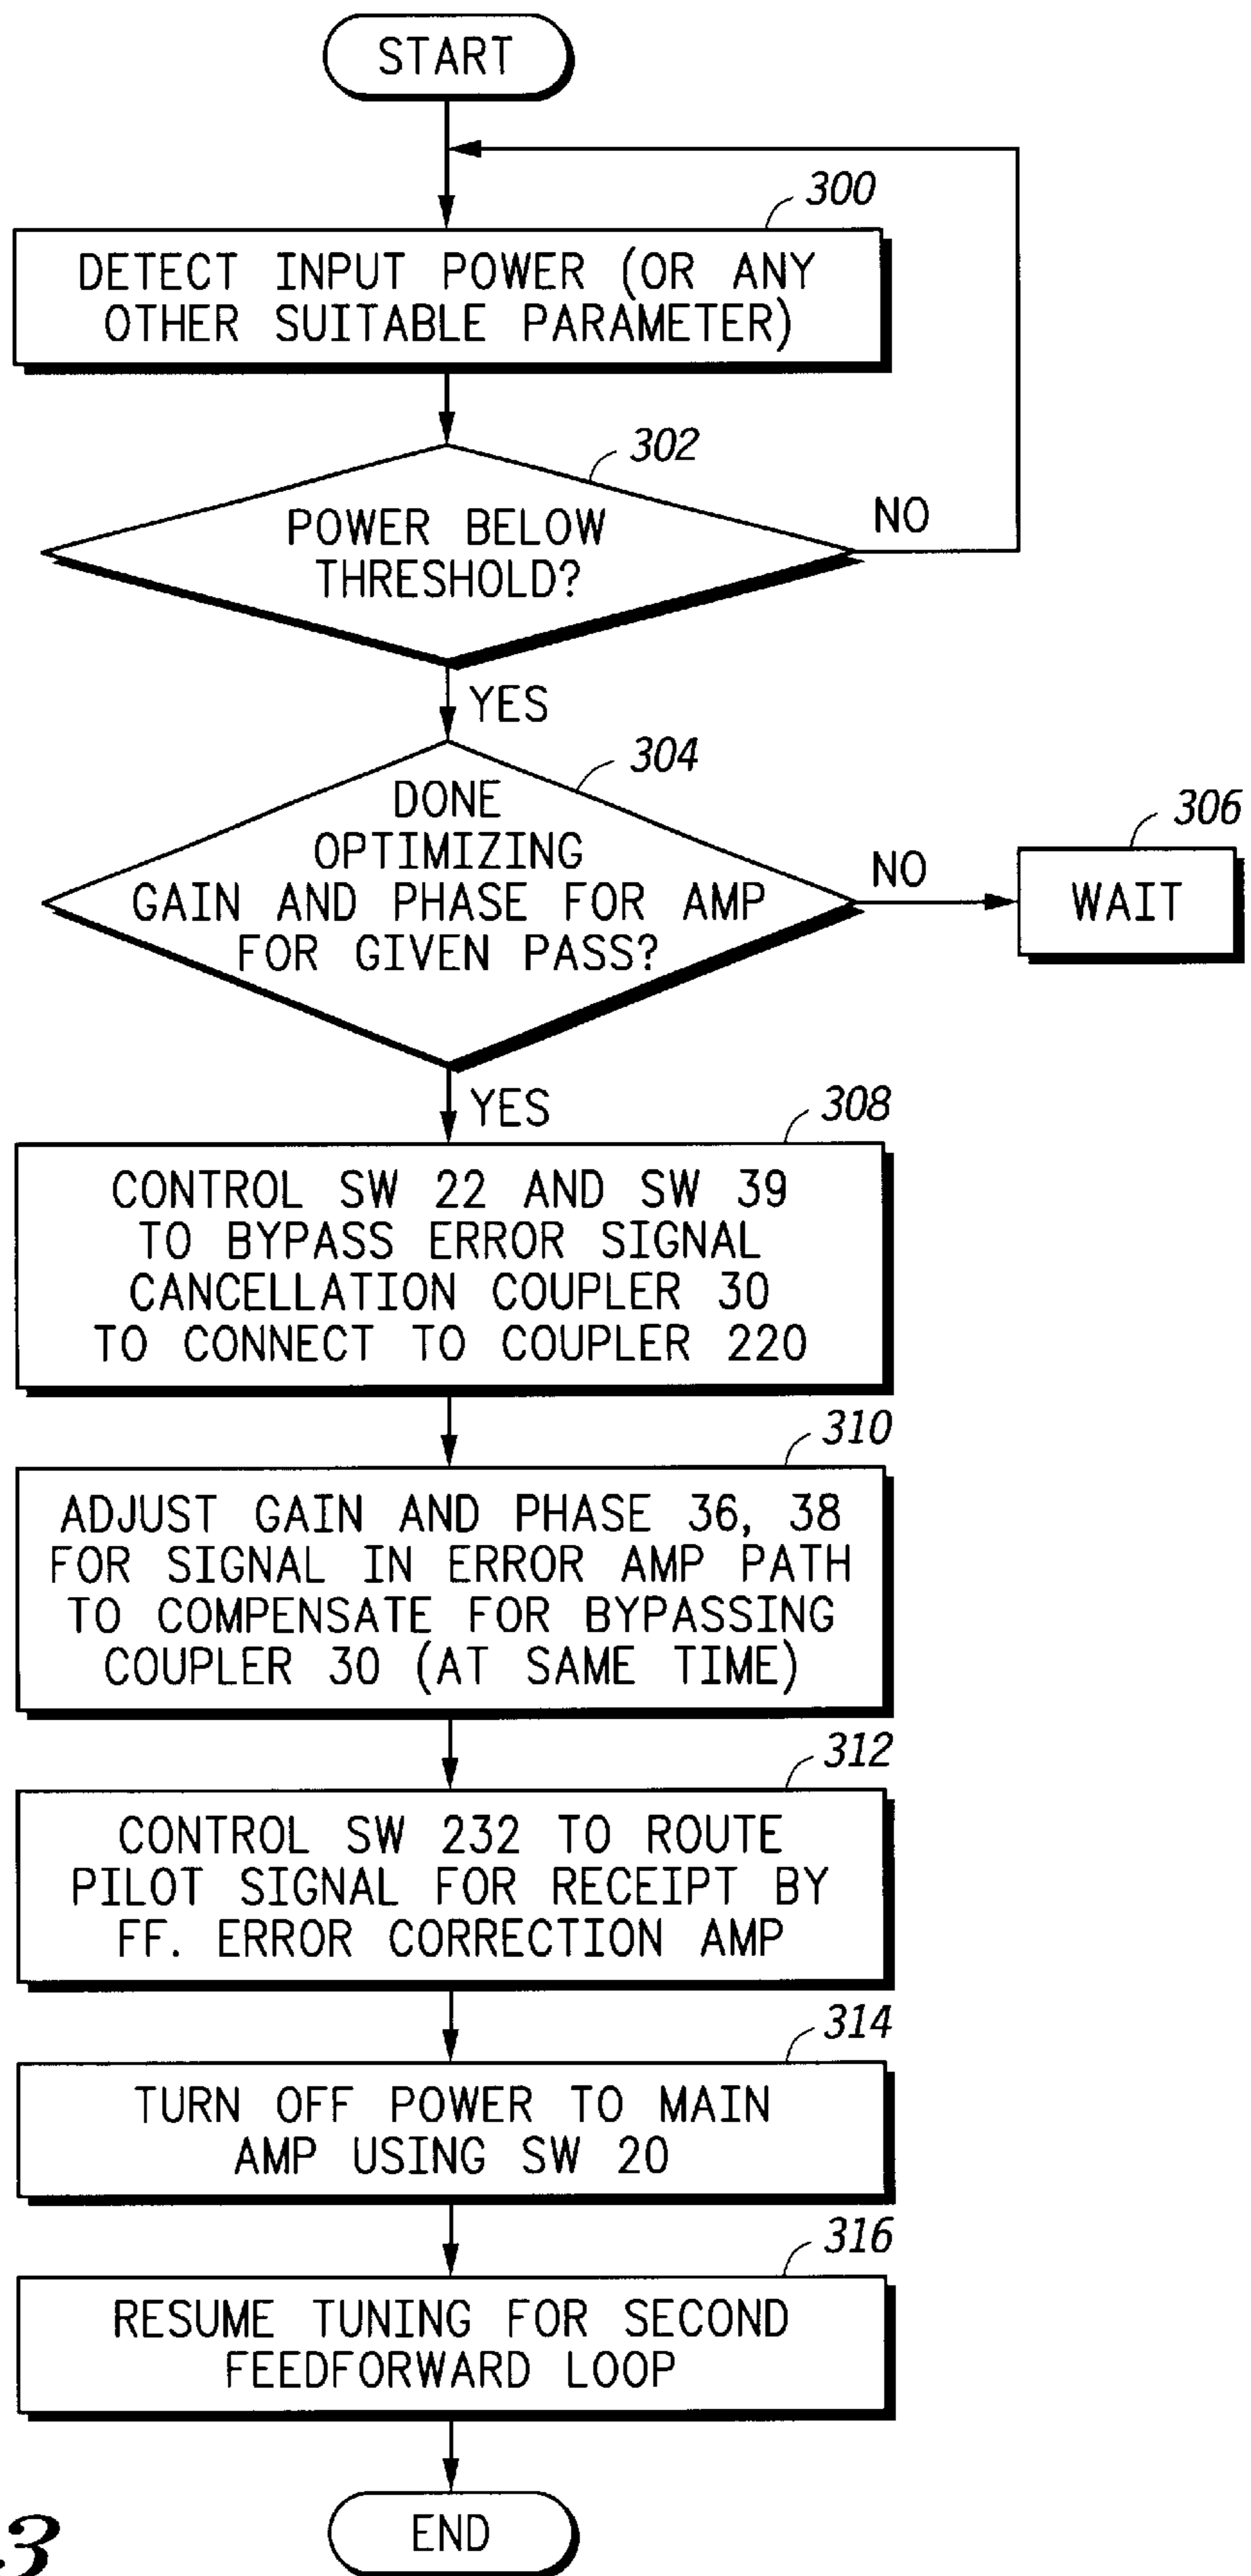 START
300
DETECT INPUT POWER (OR ANY
OTHER SUITABLE PARAMETER)
302
POWER BELOW
THRESHOLD?
NO
YES
304
DONE
OPTIMIZING
GAIN AND PHASE FOR AMP
FOR GIVEN PASS?
NO
306
WAIT
YES
308
CONTROL SW 22 AND SW 39
TO BYPASS ERROR SIGNAL
CANCELLATION COUPLER 30
TO CONNECT TO COUPLER 220
310
ADJUST GAIN AND PHASE 36, 38
FOR SIGNAL IN ERROR AMP PATH
TO COMPENSATE FOR BYPASSING
COUPLER 30 (AT SAME TIME)
312
CONTROL SW 232 TO ROUTE
PILOT SIGNAL FOR RECEIPT BY
FF. ERROR CORRECTION AMP
314
TURN OFF POWER TO MAIN
AMP USING SW 20
316
RESUME TUNING FOR SECOND
FEEDFORWARD LOOP
END
.3